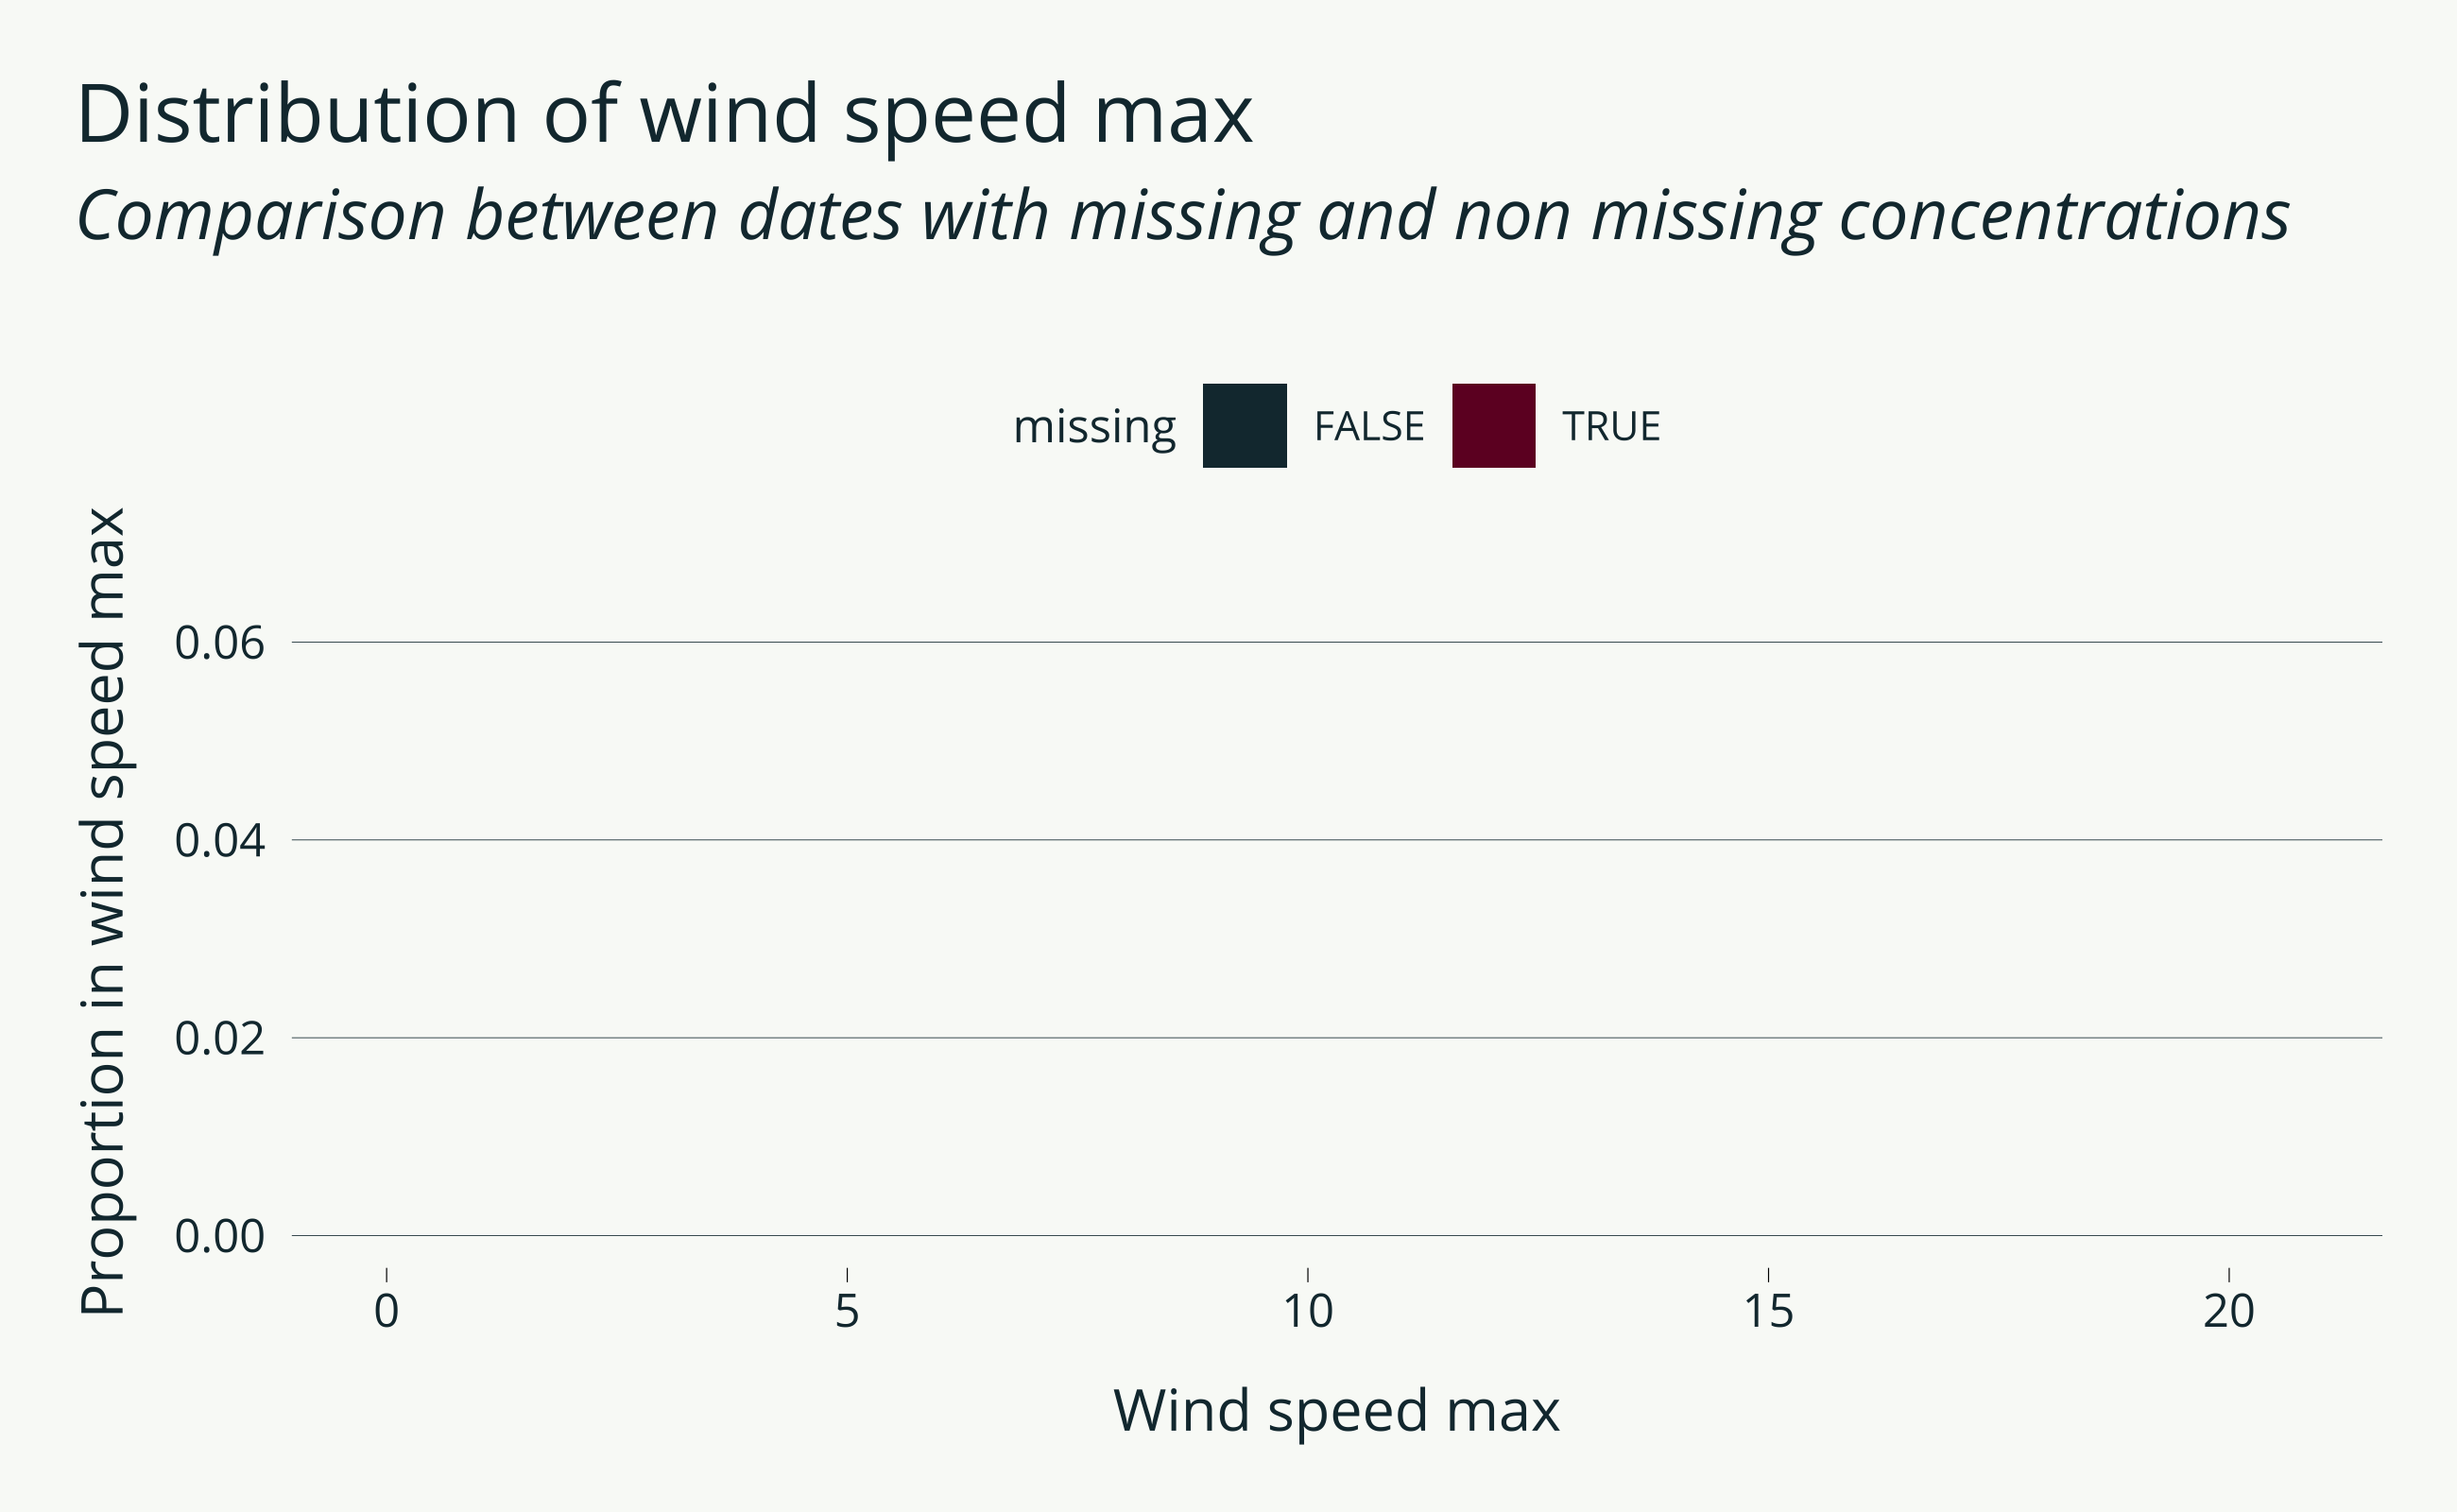 Distribution of wind speed max
Comparison between dates with missing and non missing concentrations
missing FALSE TRUE
Proportion in wind speed max
0.06
0.04
0.02
0.00
0 5 10 15 20
Wind speed max